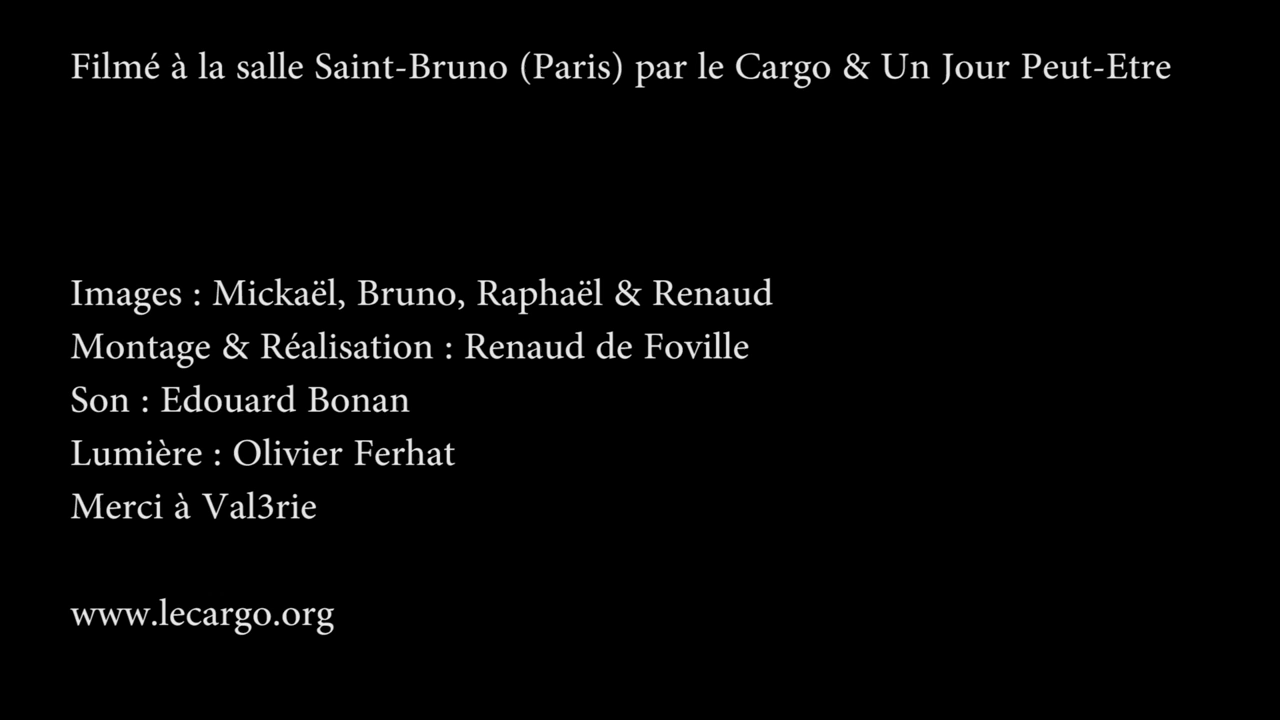 Filmé à la salle Saint-Bruno (Paris) par le Cargo & Un Jour Peut-Etre
Images : Mickaël, Bruno, Raphaël & Renaud
Montage & Réalisation : Renaud de Foville
Son : Edouard Bonan
Lumière : Olivier Ferhat
Merci à Val3rie
www.lecargo.org